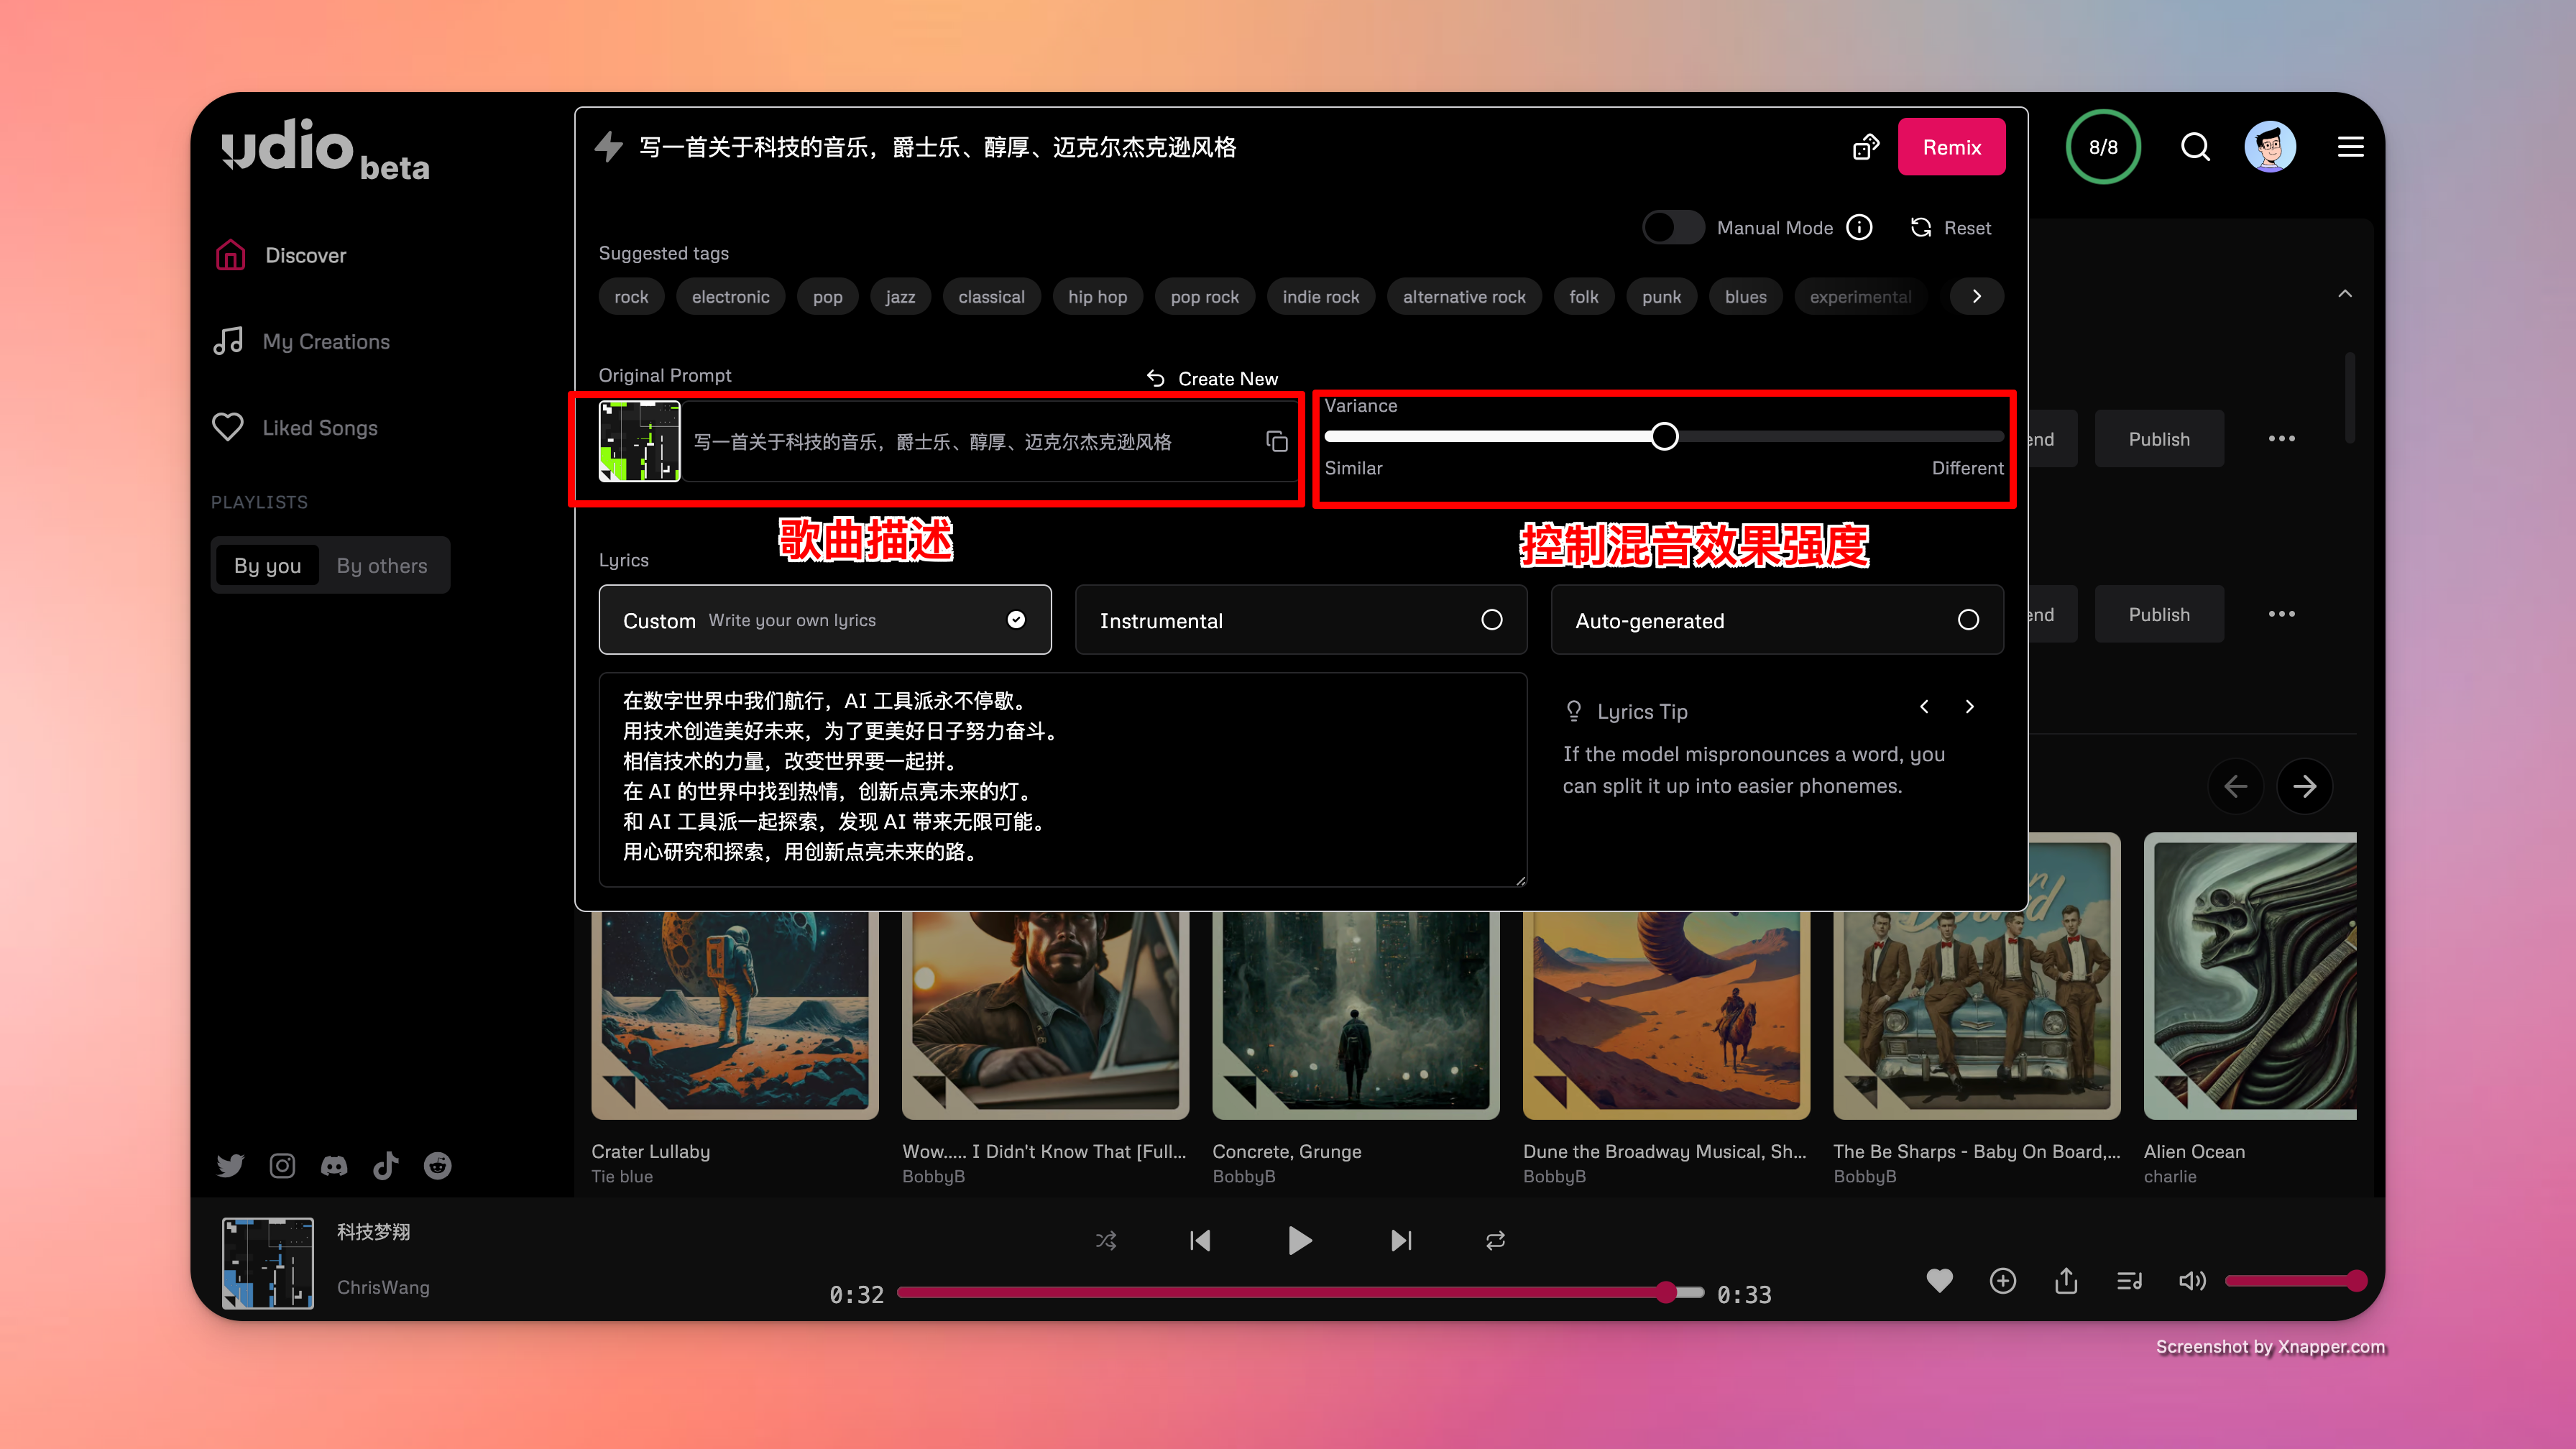 udio beta
写一首关于科技的音乐，爵士乐、醇厚、迈克尔杰克逊风格
Remix
8/8
Discover
My Creations
Liked Songs
PLAYLISTS
By you
By others
Manual Mode
Reset
Suggested tags
rock
electronic
pop
jazz
classical
hip hop
pop rock
indie rock
alternative rock
folk
punk
blues
experimental
Original Prompt
Create New
写一首关于科技的音乐，爵士乐、醇厚、迈克尔杰克逊风格
Variance
Similar
Different
Publish
歌曲描述
控制混音效果强度
Lyrics
Custom Write your own lyrics
Instrumental
Auto-generated
Publish
在数字世界中我们航行，AI 工具派永不停歇。
用技术创造美好未来，为了更美好日子努力奋斗。
相信技术的力量，改变世界要一起拼。
在 AI 的世界中找到热情，创新点亮未来的灯。
和 AI 工具派一起探索，发现 AI 带来无限可能。
用心研究和探索，用创新点亮未来的路。
Lyrics Tip
If the model mispronounces a word, you
can split it up into easier phonemes.
Crater Lullaby
Tie blue
Wow..... I Didn't Know That [Full...
BobbyB
Concrete, Grunge
BobbyB
Dune the Broadway Musical, Sh...
BobbyB
The Be Sharps - Baby On Board,...
BobbyB
Alien Ocean
charlie
科技梦翔
ChrisWang
0:32
0:33
Screenshot by Xnapper.com